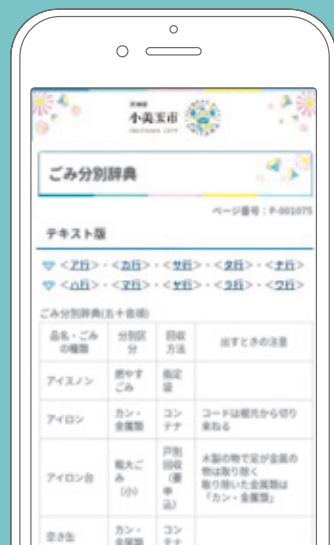 茨城県
小美玉市
OMITAMA CITY
ごみ分別辞典
ページ番号：P-001075
テキスト版
<ア行>・<カ行>・<サ行>・<タ行>・<ナ行>
<ハ行>・<マ行>・<ヤ行>・<ラ行>・<ワ行>
ごみ分別辞典(五十音順)
品名・ごみ
の種類
分別区
分
回収
方法
出すときの注意
アイスノン
燃やす
ごみ
指定
袋
アイロン
カン・
金属類
コン
テナ
コードは根元から切り
束ねる
アイロン台
粗大ご
み
(小)
戸別
回収
(要
申
込)
木製の物で足が金属の
物は取り除く
取り除いた金属類は
「カン・金属類」
空き缶
カン・
金属類
コン
テナ